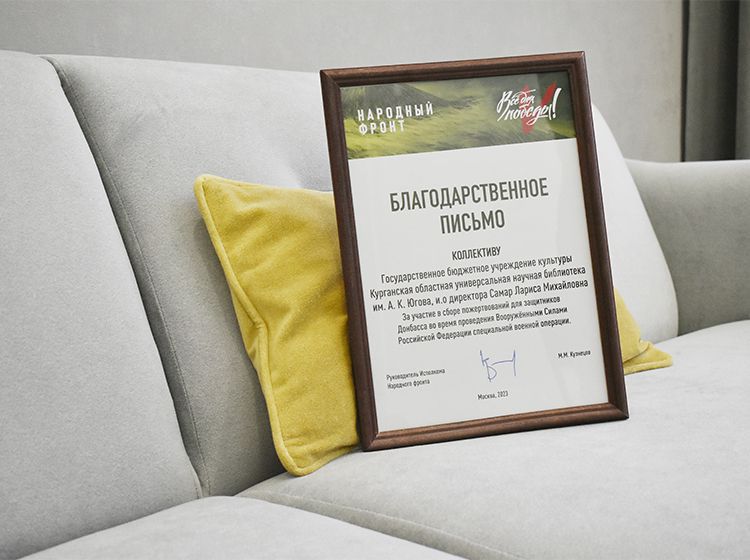 НАРОДНЫЙ
ФРОНТ
Всё для
победы!
БЛАГОДАРСТВЕННОЕ
ПИСЬМО
КОЛЛЕКТИВУ
Государственное бюджетное учреждение культуры
Курганская областная универсальная научная библиотека
им. А. К. Югова, и.о директора Самар Лариса Михайловна
За участие в сборе пожертвований для защитников
Донбасса во время проведения Вооружёнными Силами
Российской Федерации специальной военной операции.
Руководитель Исполкома
Народного фронта
М.М. Кузнецов
Москва, 2023